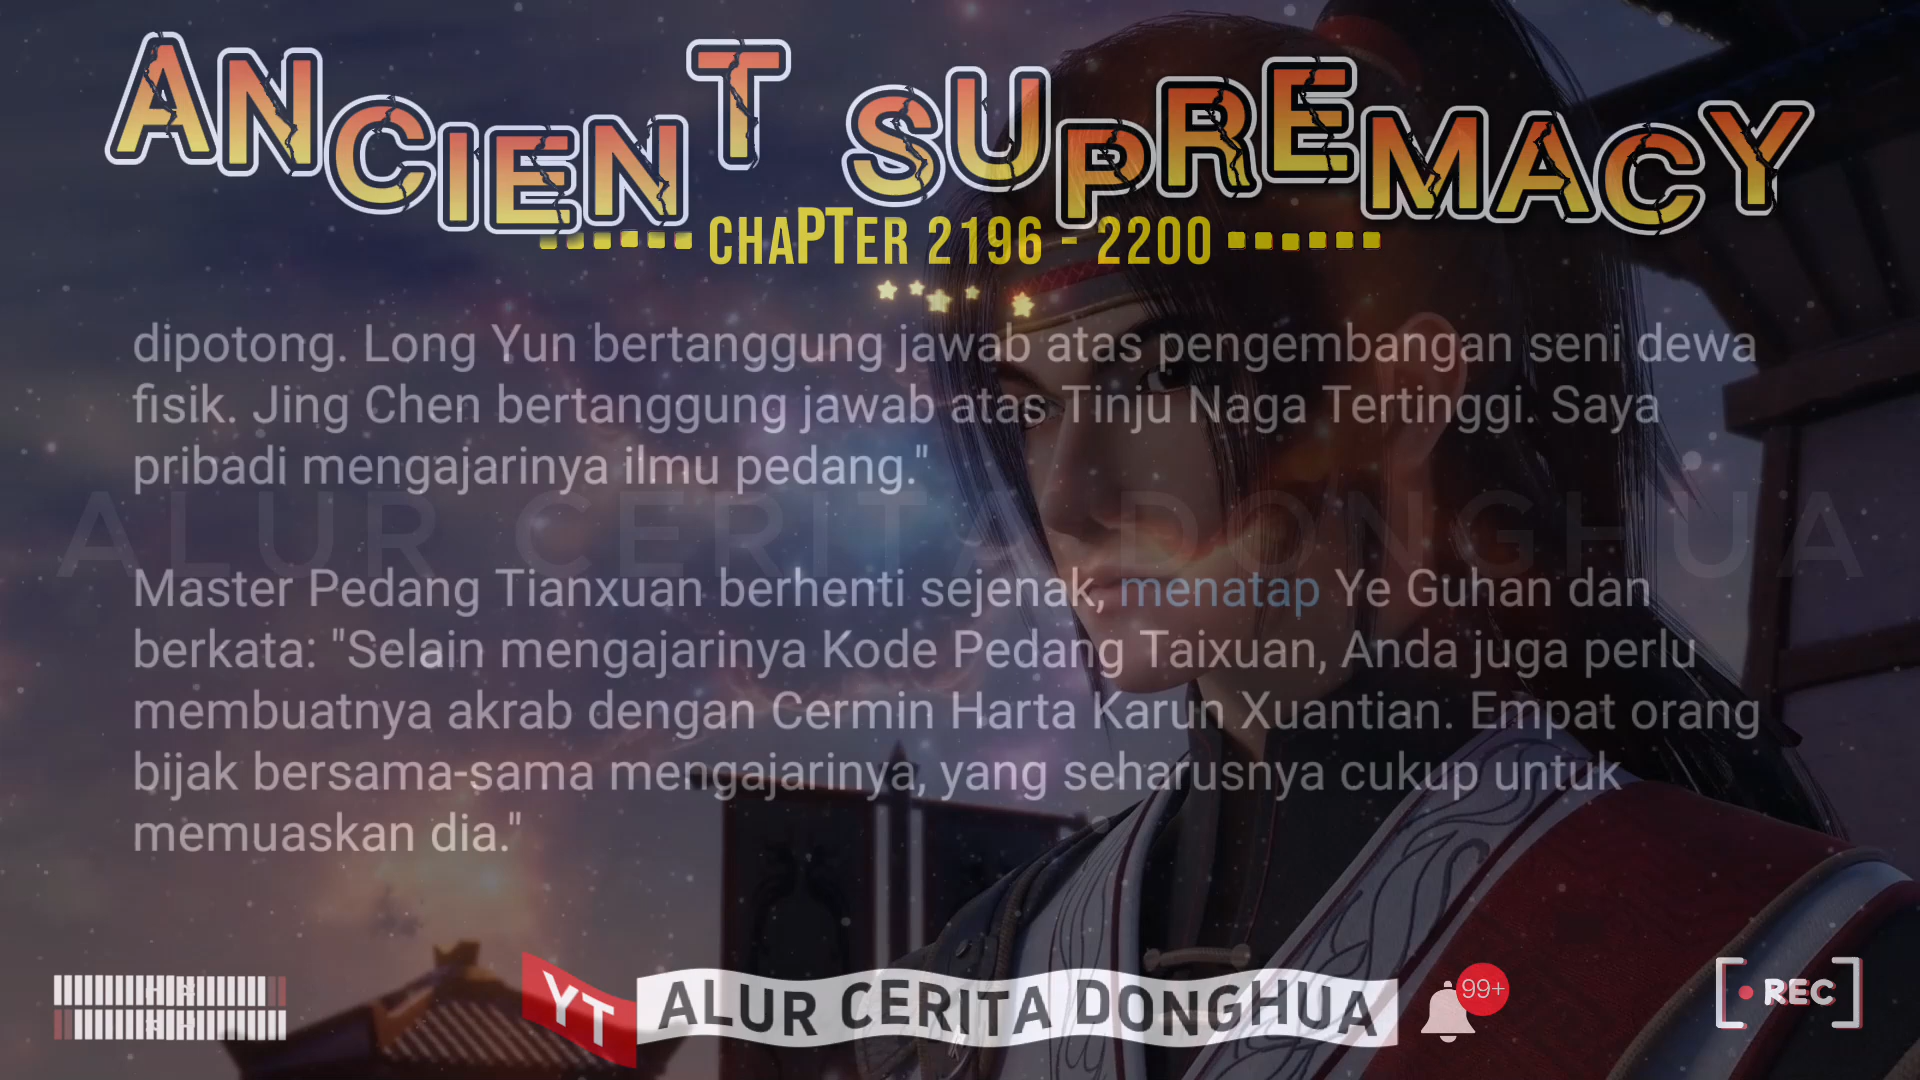 ANCIENT SUPREMACY
CHAPTER 2196 - 2200
dipotong. Long Yun bertanggung jawab atas pengembangan seni dewa
fisik. Jing Chen bertanggung jawab atas Tinju Naga Tertinggi. Saya
pribadi mengajarinya ilmu pedang."
ALUR CERITA DONGHUA
Master Pedang Tianxuan berhenti sejenak, menatap Ye Guhan dan
berkata: "Selain mengajarinya Kode Pedang Taixuan, Anda juga perlu
membuatnya akrab dengan Cermin Harta Karun Xuantian. Empat orang
bijak bersama-sama mengajarinya, yang seharusnya cukup untuk
memuaskan dia."
YT ALUR CERITA DONGHUA
99+
REC